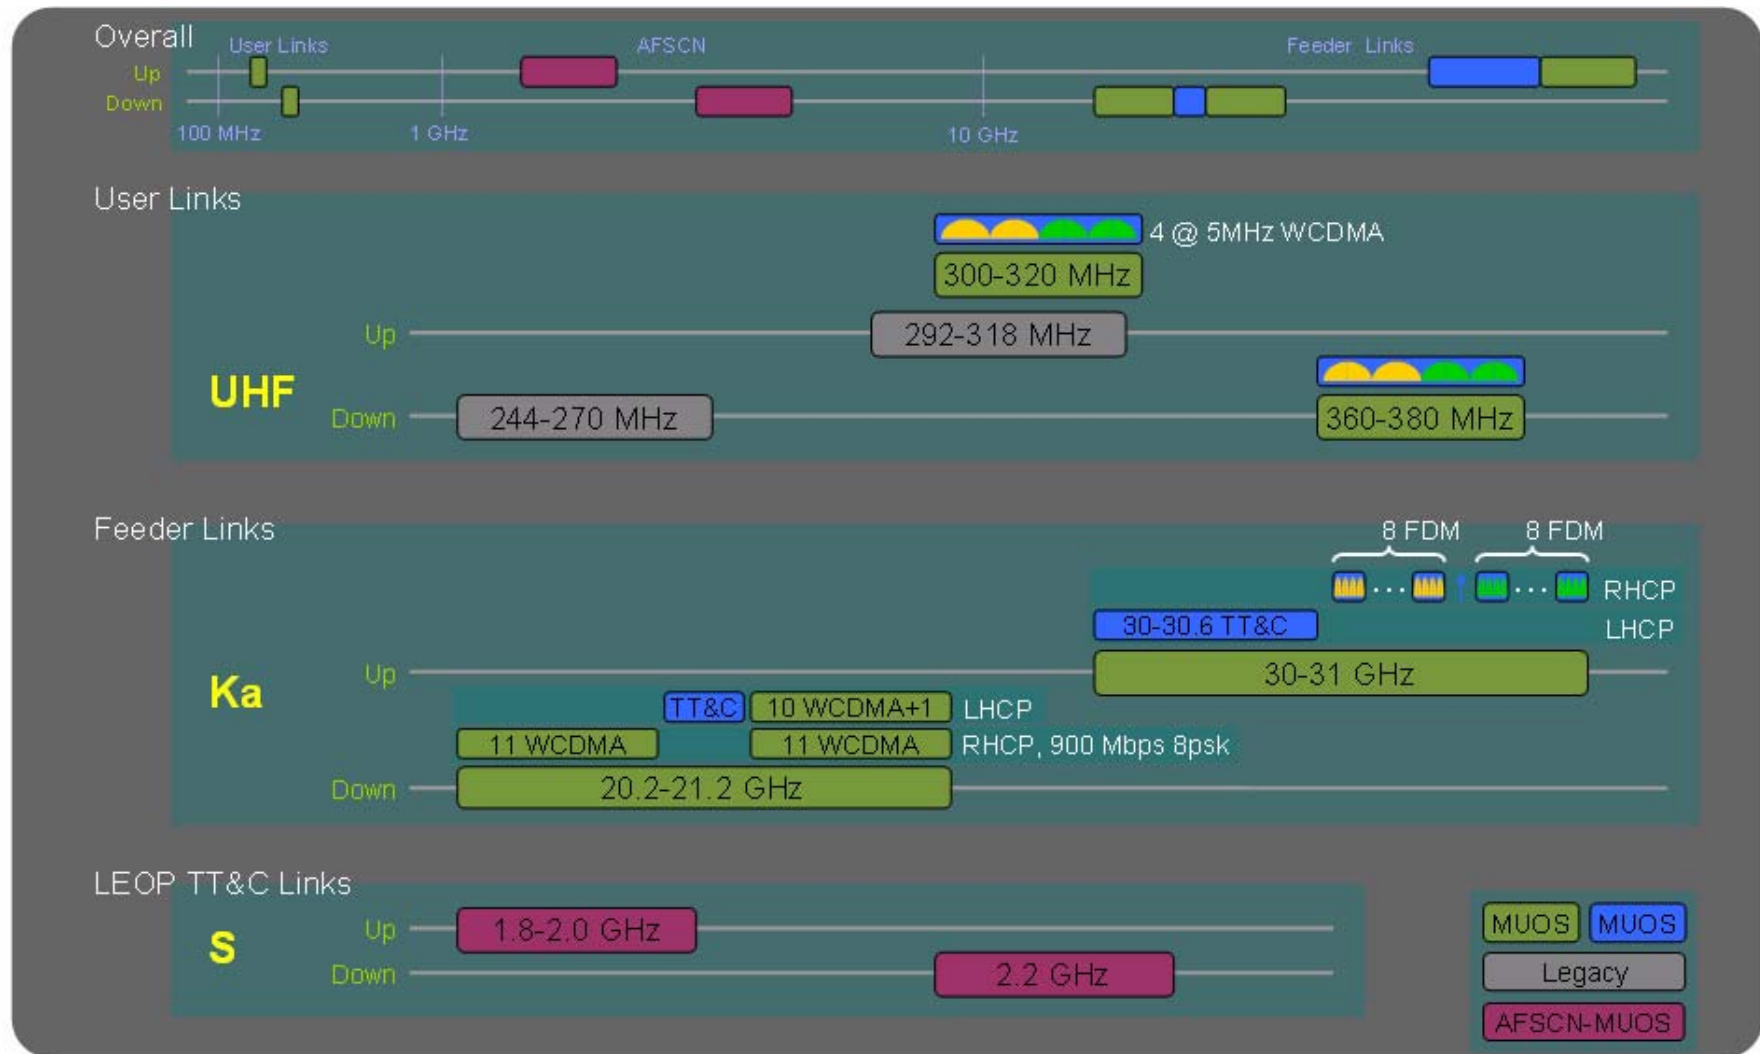 Overall
User Links AFSCN Feeder Links
Up
Down
100 MHz 1 GHz 10 GHz
User Links
4 @ 5MHz WCDMA
300-320 MHz
Up 292-318 MHz
UHF
Down 244-270 MHz 360-380 MHz
Feeder Links
8 FDM 8 FDM
... ... RHCP
30-30.6 TT&C LHCP
Up 30-31 GHz
Ka
TT&C 10 WCDMA+1 LHCP
11 WCDMA 11 WCDMA RHCP, 900 Mbps 8psk
Down 20.2-21.2 GHz
LEOP TT&C Links
Up 1.8-2.0 GHz
S
Down 2.2 GHz
MUOS MUOS
Legacy
AFSCN-MUOS